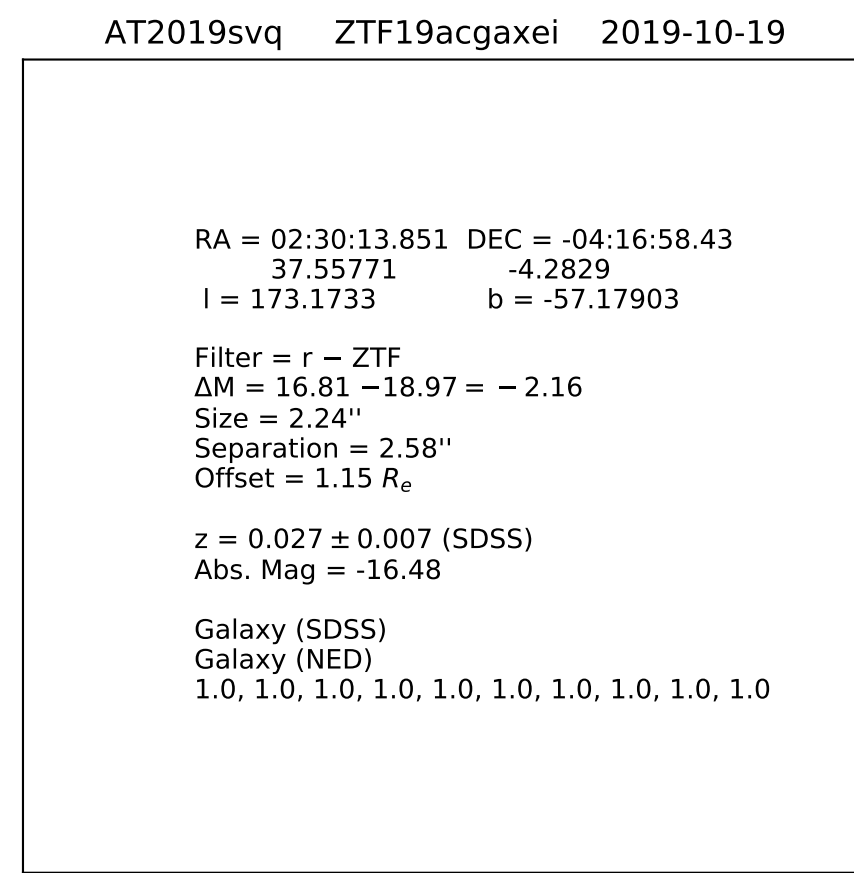 AT2019svq ZTF19acgaxei 2019-10-19
RA = 02:30:13.851 DEC = -04:16:58.43
37.55771 -4.2829
l = 173.1733 b = -57.17903
Filter = r − ZTF
ΔM = 16.81 −18.97 = − 2.16
Size = 2.24''
Separation = 2.58''
Offset = 1.15 Re
z = 0.027 ± 0.007 (SDSS)
Abs. Mag = -16.48
Galaxy (SDSS)
Galaxy (NED)
1.0, 1.0, 1.0, 1.0, 1.0, 1.0, 1.0, 1.0, 1.0, 1.0